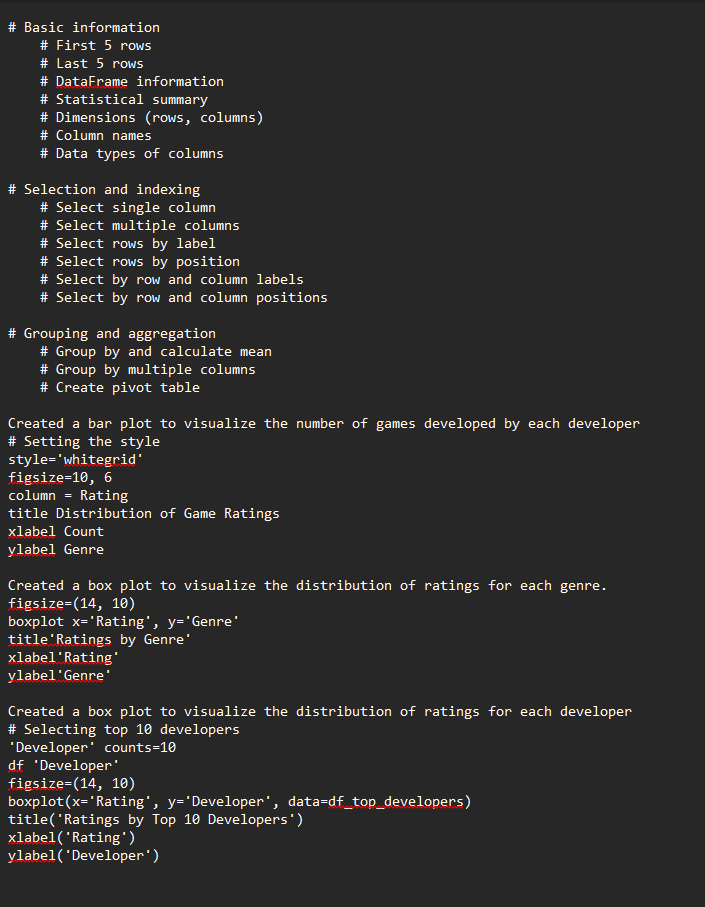 # Basic information
# First 5 rows
# Last 5 rows
# DataFrame information
# Statistical summary
# Dimensions (rows, columns)
# Column names
# Data types of columns
# Selection and indexing
# Select single column
# Select multiple columns
# Select rows by label
# Select rows by position
# Select by row and column labels
# Select by row and column positions
# Grouping and aggregation
# Group by and calculate mean
# Group by multiple columns
# Create pivot table
Created a bar plot to visualize the number of games developed by each developer
# Setting the style
style='whitegrid'
figsize=10, 6
column = Rating
title Distribution of Game Ratings
xlabel Count
ylabel Genre
Created a box plot to visualize the distribution of ratings for each genre.
figsize=(14, 10)
boxplot x='Rating', y='Genre'
title'Ratings by Genre'
xlabel'Rating'
ylabel'Genre'
Created a box plot to visualize the distribution of ratings for each developer
# Selecting top 10 developers
'Developer' counts=10
df 'Developer'
figsize=(14, 10)
boxplot(x='Rating', y='Developer', data=df_top_developers)
title('Ratings by Top 10 Developers')
xlabel('Rating')
ylabel('Developer')